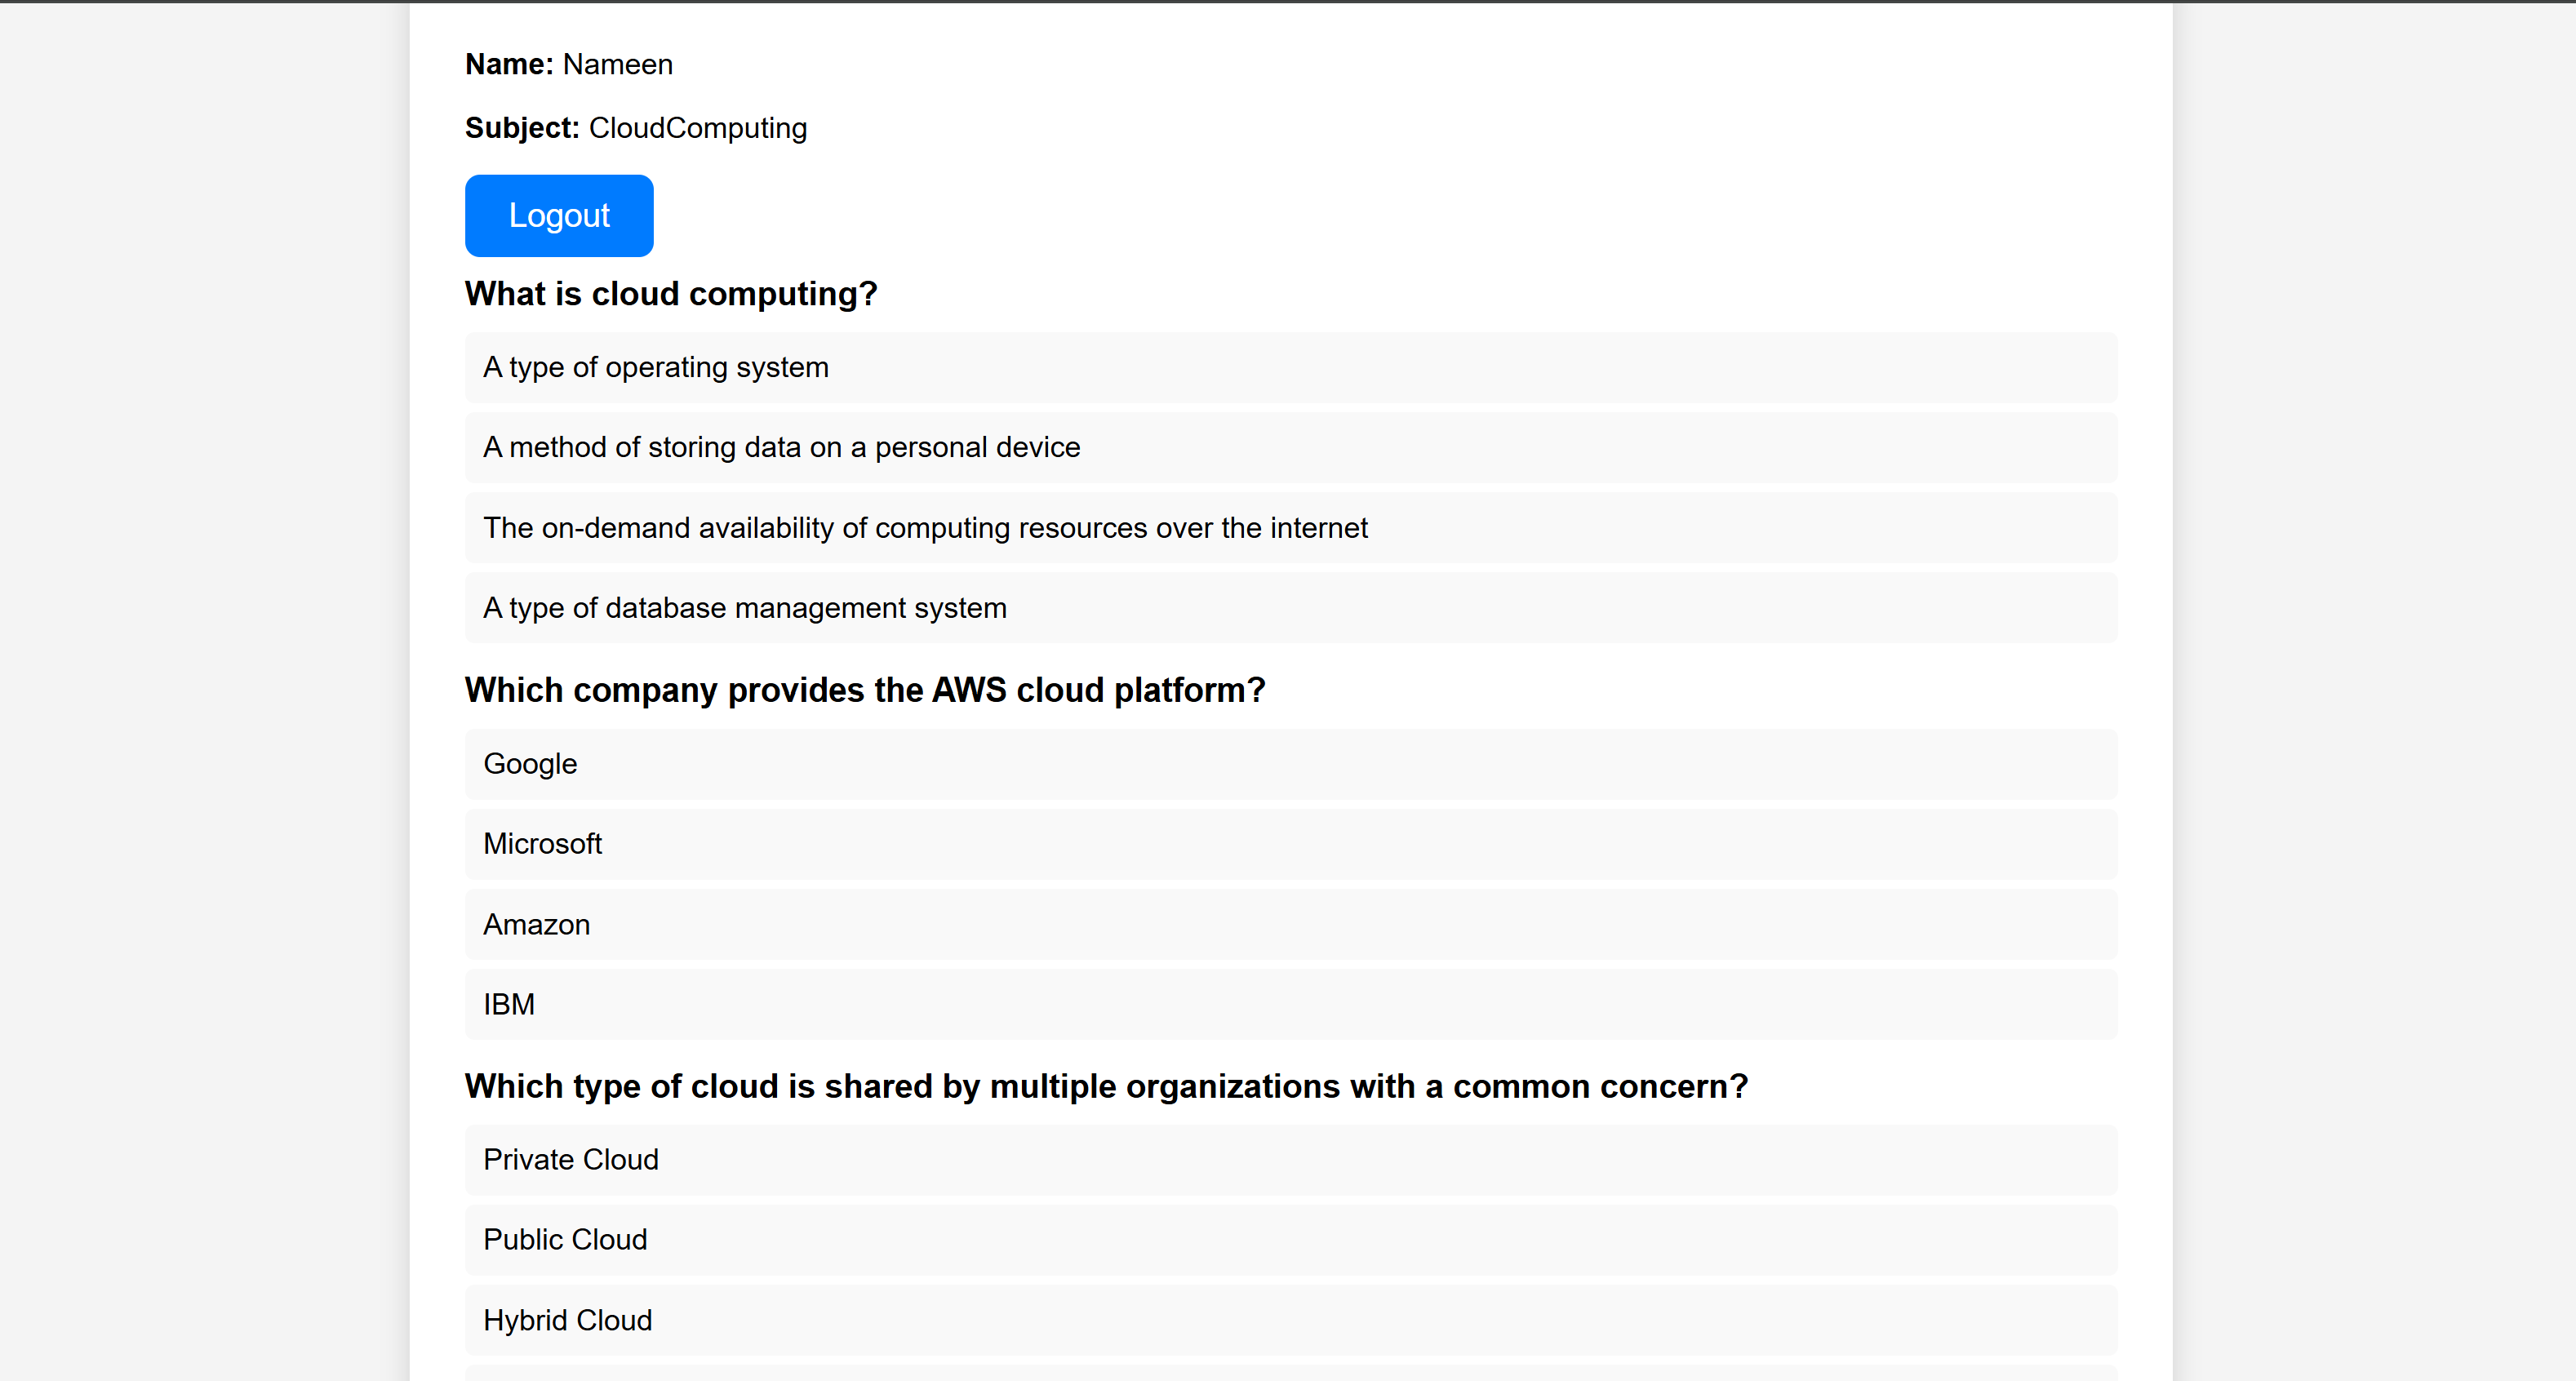 Name: Nameen
Subject: CloudComputing
Logout
What is cloud computing?
A type of operating system
A method of storing data on a personal device
The on-demand availability of computing resources over the internet
A type of database management system
Which company provides the AWS cloud platform?
Google
Microsoft
Amazon
IBM
Which type of cloud is shared by multiple organizations with a common concern?
Private Cloud
Public Cloud
Hybrid Cloud